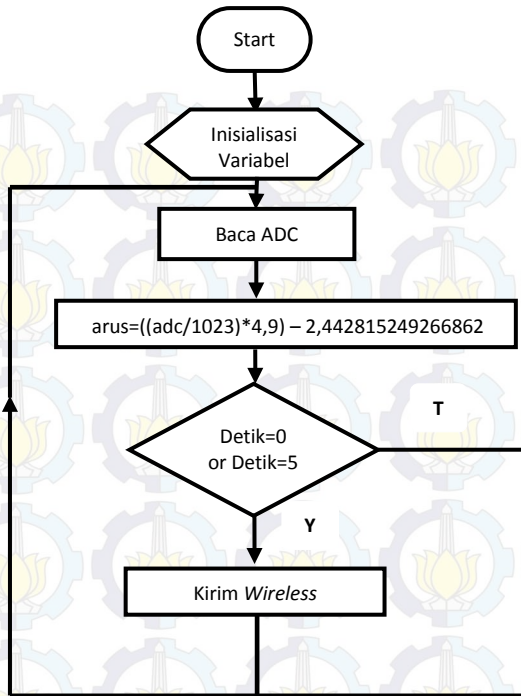 Start
Inisialisasi
Variabel
Baca ADC
arus=((adc/1023)*4,9) – 2,442815249266862
Detik=0
or Detik=5
T
Y
Kirim Wireless